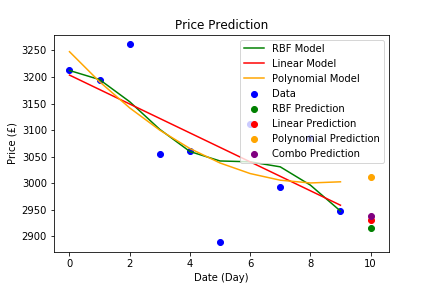 Price Prediction
3250
3200
3150
3100
3050
3000
2950
2900
Price (£)
0
2
4
6
8
10
Date (Day)
RBF Model
Linear Model
Polynomial Model
Data
RBF Prediction
Linear Prediction
Polynomial Prediction
Combo Prediction